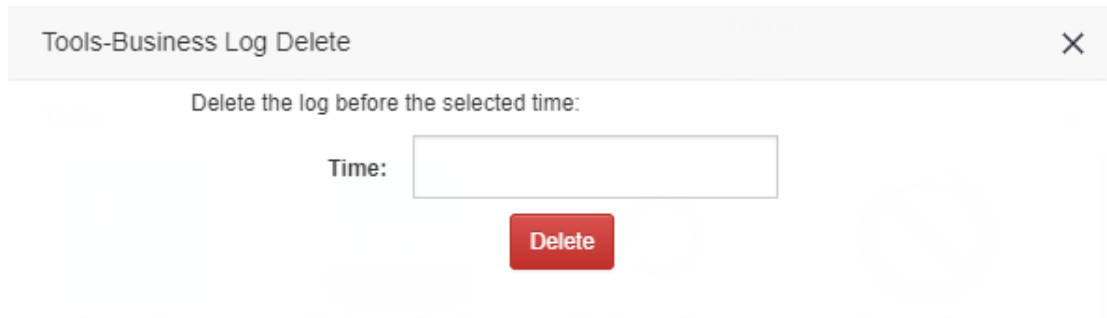 Tools-Business Log Delete
Delete the log before the selected time:
Time:
Delete